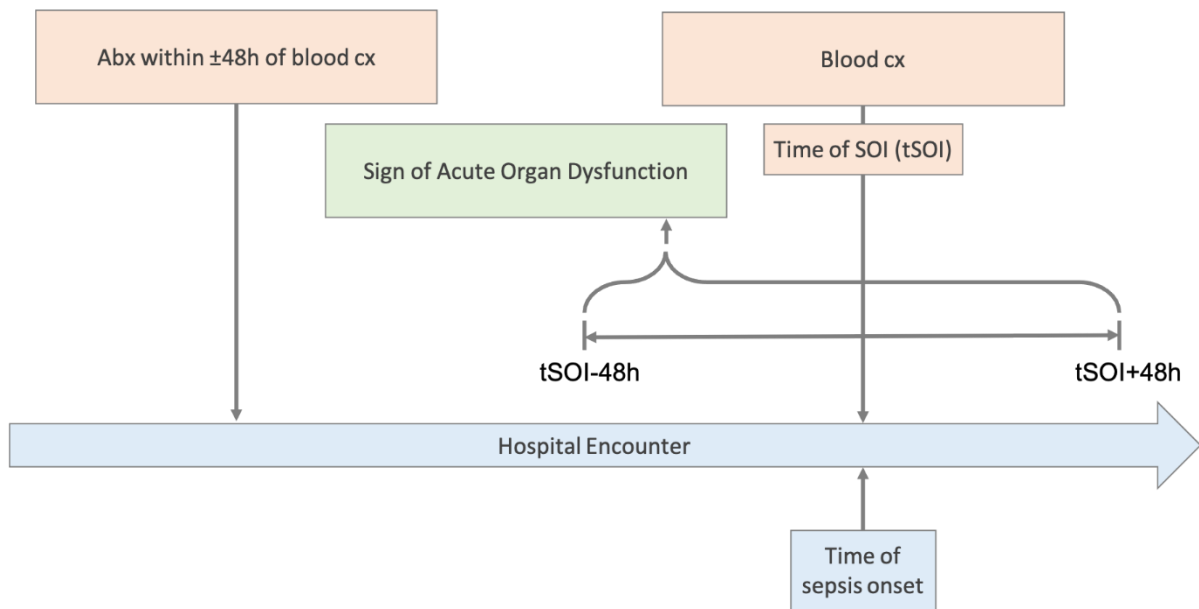 Abx within ±48h of blood cx
Blood cx
Time of SOI (tSOI)
Sign of Acute Organ Dysfunction
tSOI-48h
tSOI+48h
Hospital Encounter
Time of
sepsis onset